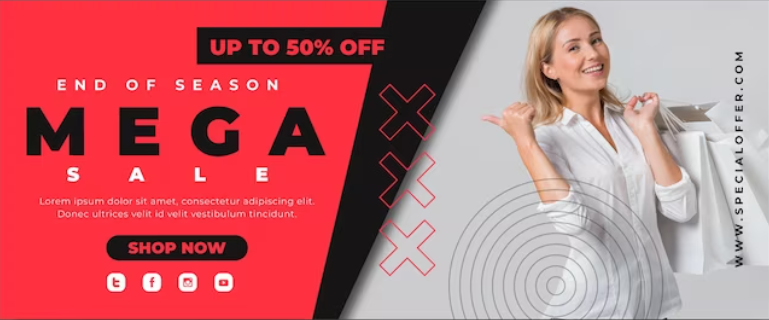 UP TO 50% OFF
END OF SEASON
MEGA
SALE
Lorem ipsum dolor sit amet, consectetur adipiscing elit.
Donec ultrices velit id velit vestibulum tincidunt.
SHOP NOW
WWW.SPECIALOFFER.COM